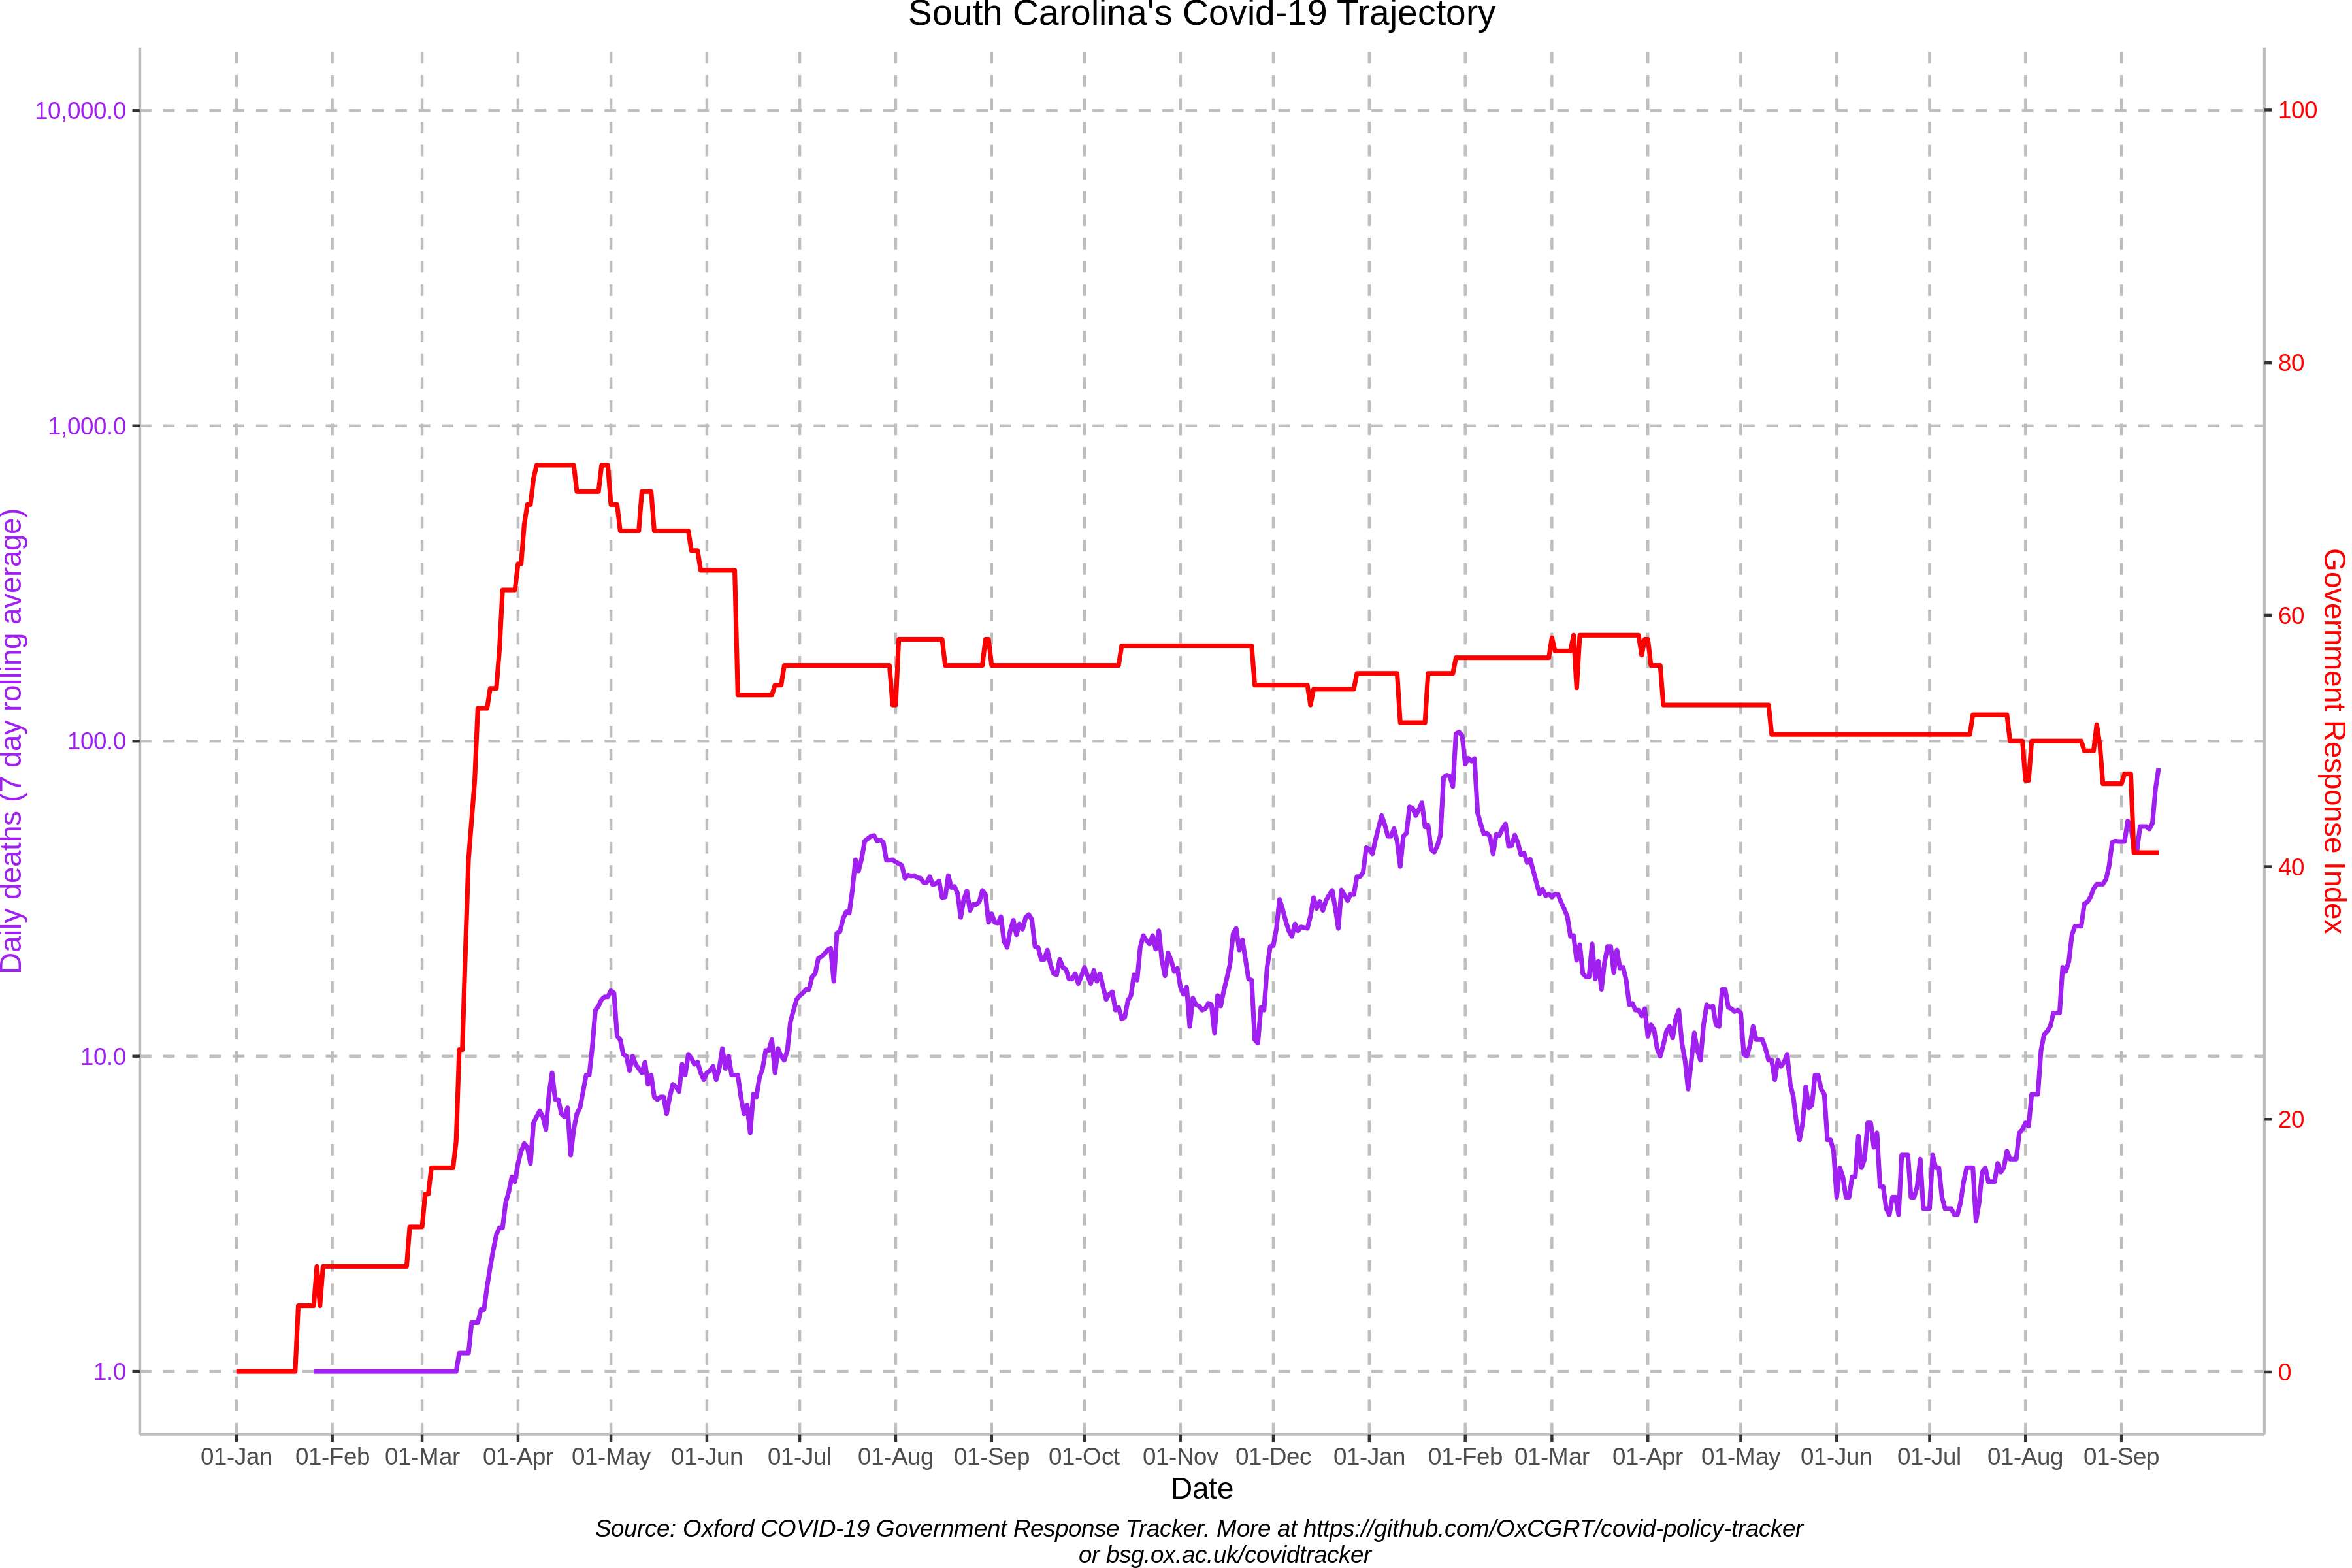 South Carolina's Covid-19 Trajectory
10,000.0
1,000.0
100.0
10.0
1.0
Daily deaths (7 day rolling average)
100
80
60
40
20
0
Government Response Index
01-Jan 01-Feb 01-Mar 01-Apr 01-May 01-Jun 01-Jul 01-Aug 01-Sep 01-Oct 01-Nov 01-Dec 01-Jan 01-Feb 01-Mar 01-Apr 01-May 01-Jun 01-Jul 01-Aug 01-Sep
Date
Source: Oxford COVID-19 Government Response Tracker. More at https://github.com/OxCGRT/covid-policy-tracker
or bsg.ox.ac.uk/covidtracker